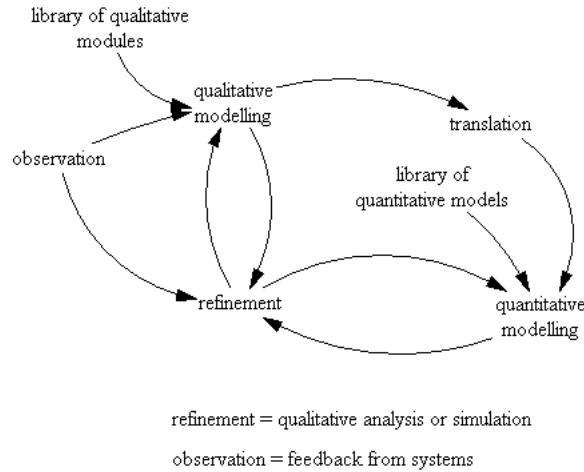 library of qualitative
modules
qualitative
modelling
translation
observation
library of
quantitative models
refinement
quantitative
modelling
refinement = qualitative analysis or simulation
observation = feedback from systems